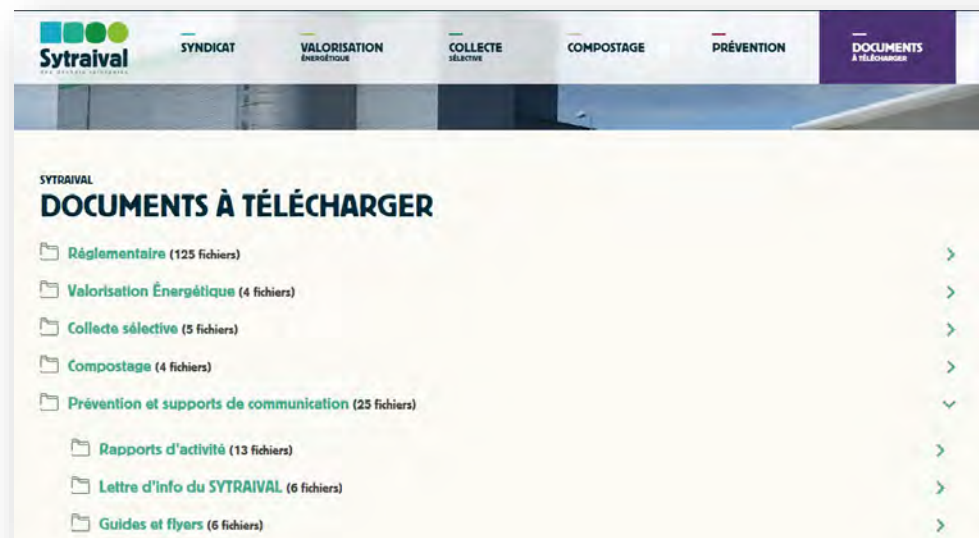 Sytraival
SYNDICAT
VALORISATION
ÉNERGÉTIQUE
COLLECTE
SÉLECTIVE
COMPOSTAGE
PRÉVENTION
DOCUMENTS
À TÉLÉCHARGER
SYTRAIVAL
DOCUMENTS À TÉLÉCHARGER
Réglementaire (125 fichiers)
Valorisation Énergétique (4 fichiers)
Collecte sélective (5 fichiers)
Compostage (4 fichiers)
Prévention et supports de communication (25 fichiers)
Rapports d'activité (13 fichiers)
Lettre d'info du SYTRAIVAL (6 fichiers)
Guides et flyers (6 fichiers)